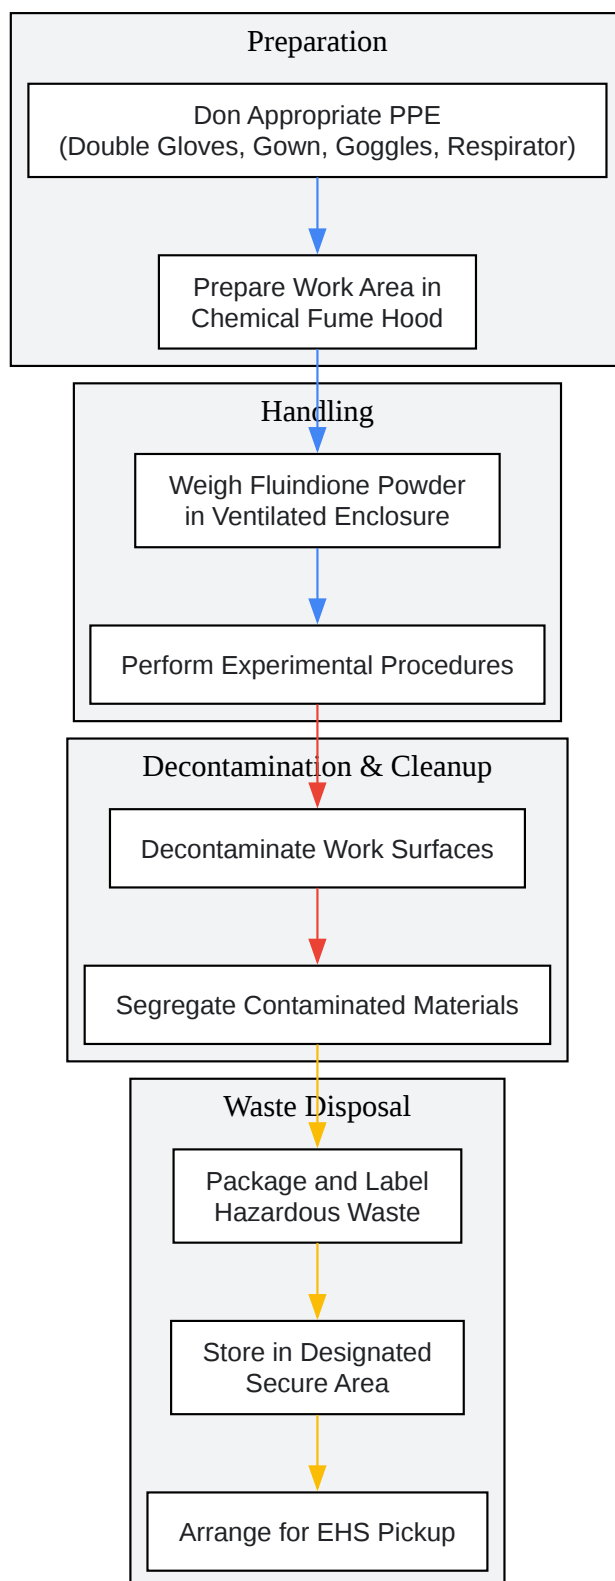 Preparation
Don Appropriate PPE
(Double Gloves, Gown, Goggles, Respirator)
Prepare Work Area in
Chemical Fume Hood
Handling
Weigh Fluindione Powder
in Ventilated Enclosure
Perform Experimental Procedures
Decontamination & Cleanup
Decontaminate Work Surfaces
Segregate Contaminated Materials
Waste Disposal
Package and Label
Hazardous Waste
Store in Designated
Secure Area
Arrange for EHS Pickup